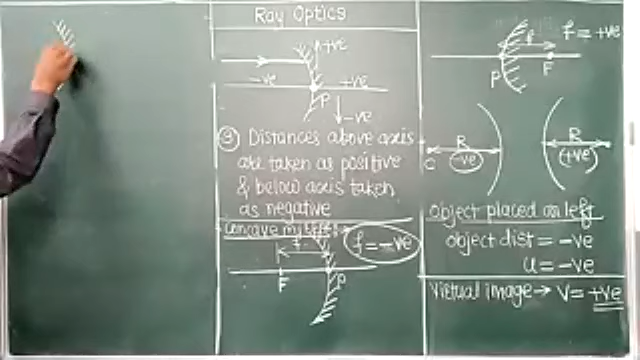 Ray Optics
+ve
-ve
+ve
P
-ve
③ Distances above axis
are taken as positive
& below axis taken
as negative
Concave mirror:→
f
f=-ve
F
P
f
f=+ve
P
F
R
(-ve)
C
R
(+ve)
Object placed on left
object dist = -ve
u = -ve
Virtual image → V = +ve